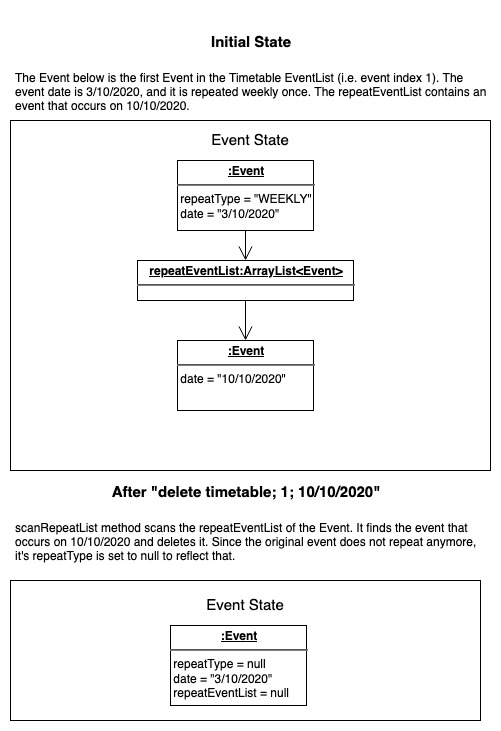 Initial State
The Event below is the first Event in the Timetable EventList (i.e. event index 1). The
event date is 3/10/2020, and it is repeated weekly once. The repeatEventList contains an
event that occurs on 10/10/2020.
Event State
:Event
repeatType = "WEEKLY"
date = "3/10/2020"
repeatEventList:ArrayList<Event>
:Event
date = "10/10/2020"
After "delete timetable; 1; 10/10/2020"
scanRepeatList method scans the repeatEventList of the Event. It finds the event that
occurs on 10/10/2020 and deletes it. Since the original event does not repeat anymore,
it's repeatType is set to null to reflect that.
Event State
:Event
repeatType = null
date = "3/10/2020"
repeatEventList = null